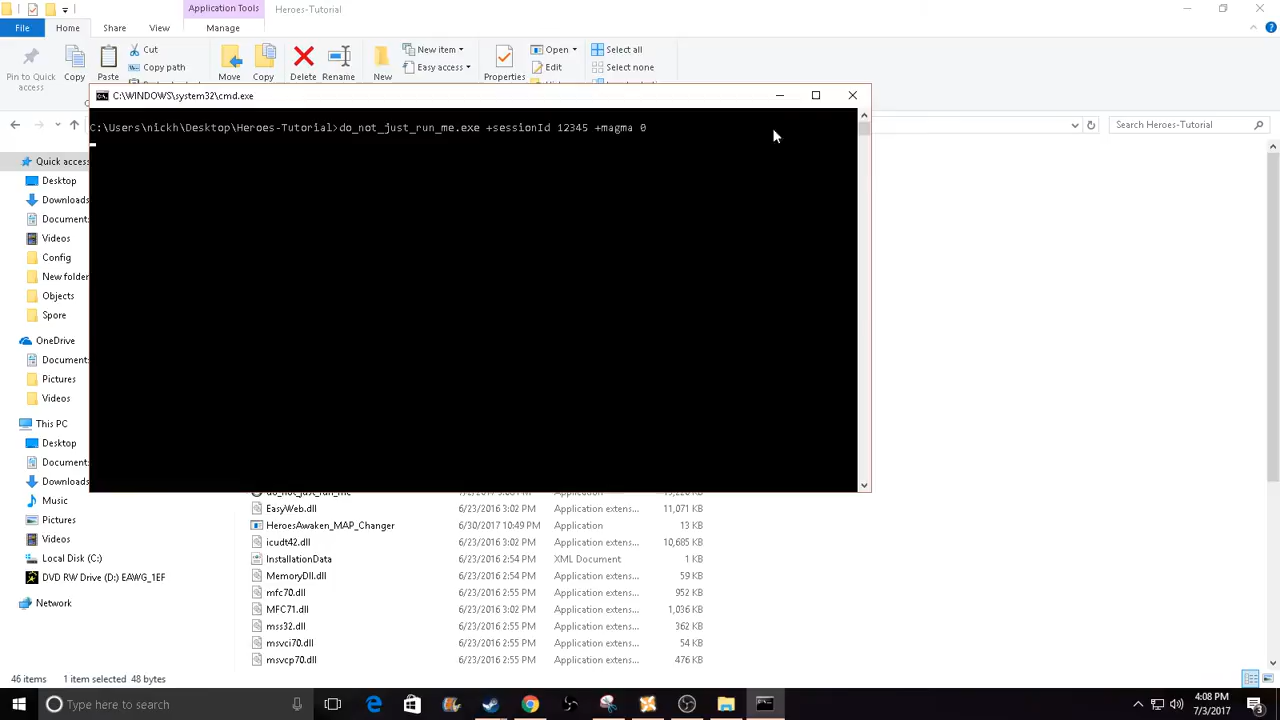 Application Tools
Heroes-Tutorial
File
Home
Share
View
Manage
Pin to Quick access
Copy
Paste
Cut
Copy path
Move
Copy
Delete
Rename
New
New item
Easy access
Properties
Open
Edit
Select all
Select none
C:\WINDOWS\system32\cmd.exe
C:\Users\nickh\Desktop\Heroes-Tutorial>do_not_just_run_me.exe +sessionId 12345 +magma 0
Search Heroes-Tutorial
Quick access
Desktop
Downloads
Document:
Videos
Config
New folder
Objects
Spore
OneDrive
Document:
Pictures
Videos
This PC
Desktop
Document:
Downloads
Music
Pictures
Videos
Local Disk (C:)
DVD RW Drive (D:) EAWG_1EF
Network
EasyWeb.dll 6/23/2016 3:02 PM Application extens... 11,071 KB
HeroesAwaken_MAP_Changer 6/30/2017 10:49 PM Application 13 KB
icudt42.dll 6/23/2016 3:02 PM Application extens... 10,685 KB
InstallationData 6/23/2016 2:54 PM XML Document 1 KB
MemoryDll.dll 6/23/2016 2:54 PM Application extens... 59 KB
mfc70.dll 6/23/2016 2:55 PM Application extens... 952 KB
MFC71.dll 6/23/2016 3:02 PM Application extens... 1,036 KB
mss32.dll 6/23/2016 2:55 PM Application extens... 362 KB
msvci70.dll 6/23/2016 2:55 PM Application extens... 54 KB
msvcp70.dll 6/23/2016 2:55 PM Application extens... 476 KB
46 items 1 item selected 48 bytes
Type here to search
4:08 PM
7/3/2017